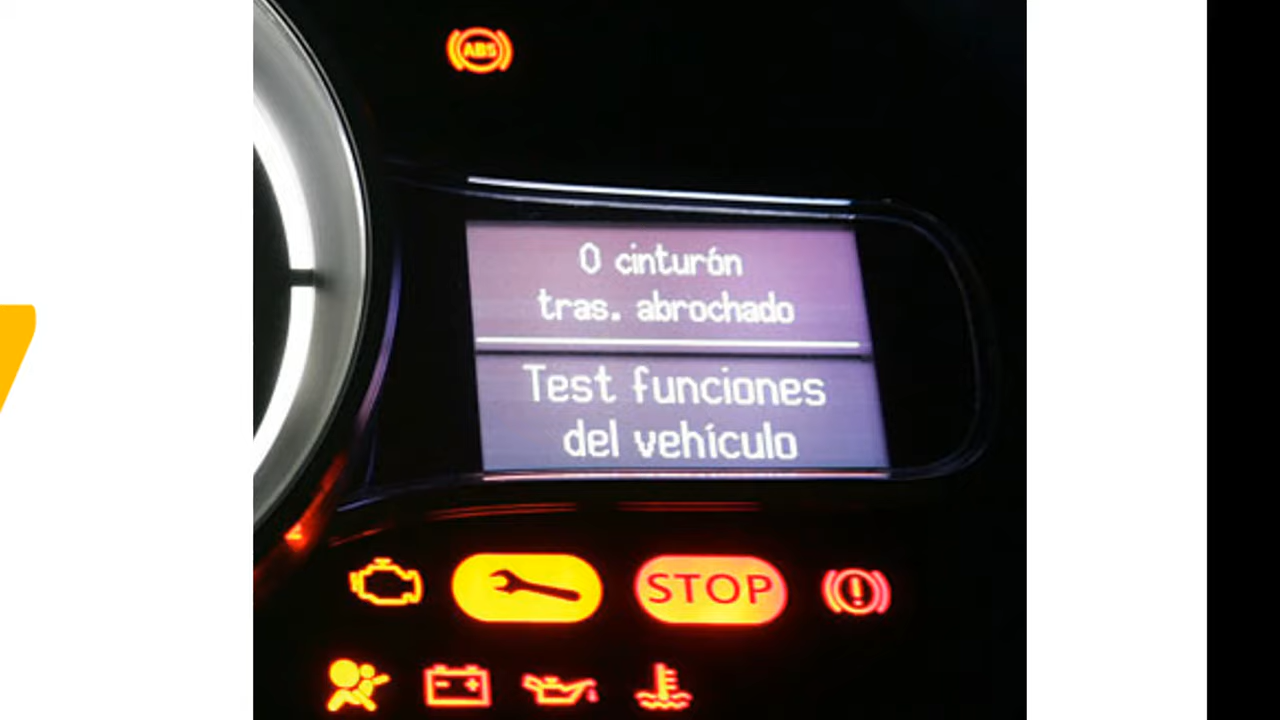 ABS
0 cinturón
tras. abrochado
Test funciones
del vehículo
STOP